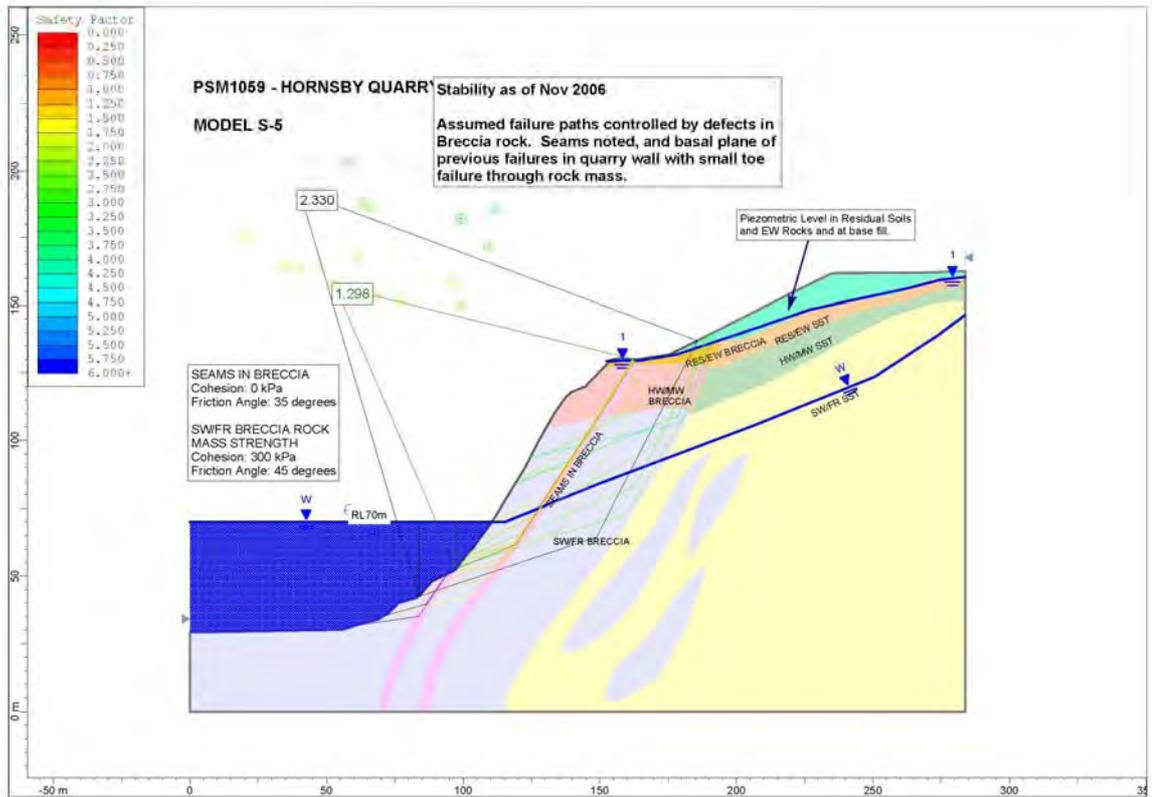 Safety Factor
0.000
0.250
0.500
0.750
1.000
1.250
1.500
1.750
2.000
2.250
2.500
2.750
3.000
3.250
3.500
3.750
4.000
4.250
4.500
4.750
5.000
5.250
5.500
5.750
6.000+
PSM1059 - HORNSBY QUARRY
MODEL S-5
Stability as of Nov 2006
Assumed failure paths controlled by defects in
Breccia rock. Seams noted, and basal plane of
previous failures in quarry wall with small toe
failure through rock mass.
2.330
1.298
Piezometric Level in Residual Soils
and EW Rocks and at base fill.
1
1
RES/EW BRECCIA
RES/EW SST
HW/MW SST
HW/MW
BRECCIA
W
SW/FR SST
SEAMS IN BRECCIA
SEAMS IN BRECCIA
Cohesion: 0 kPa
Friction Angle: 35 degrees
SW/FR BRECCIA ROCK
MASS STRENGTH
Cohesion: 300 kPa
Friction Angle: 45 degrees
W
RL70m
SW/FR BRECCIA
250
200
150
100
50
0 m
-50 m
0
50
100
150
200
250
300